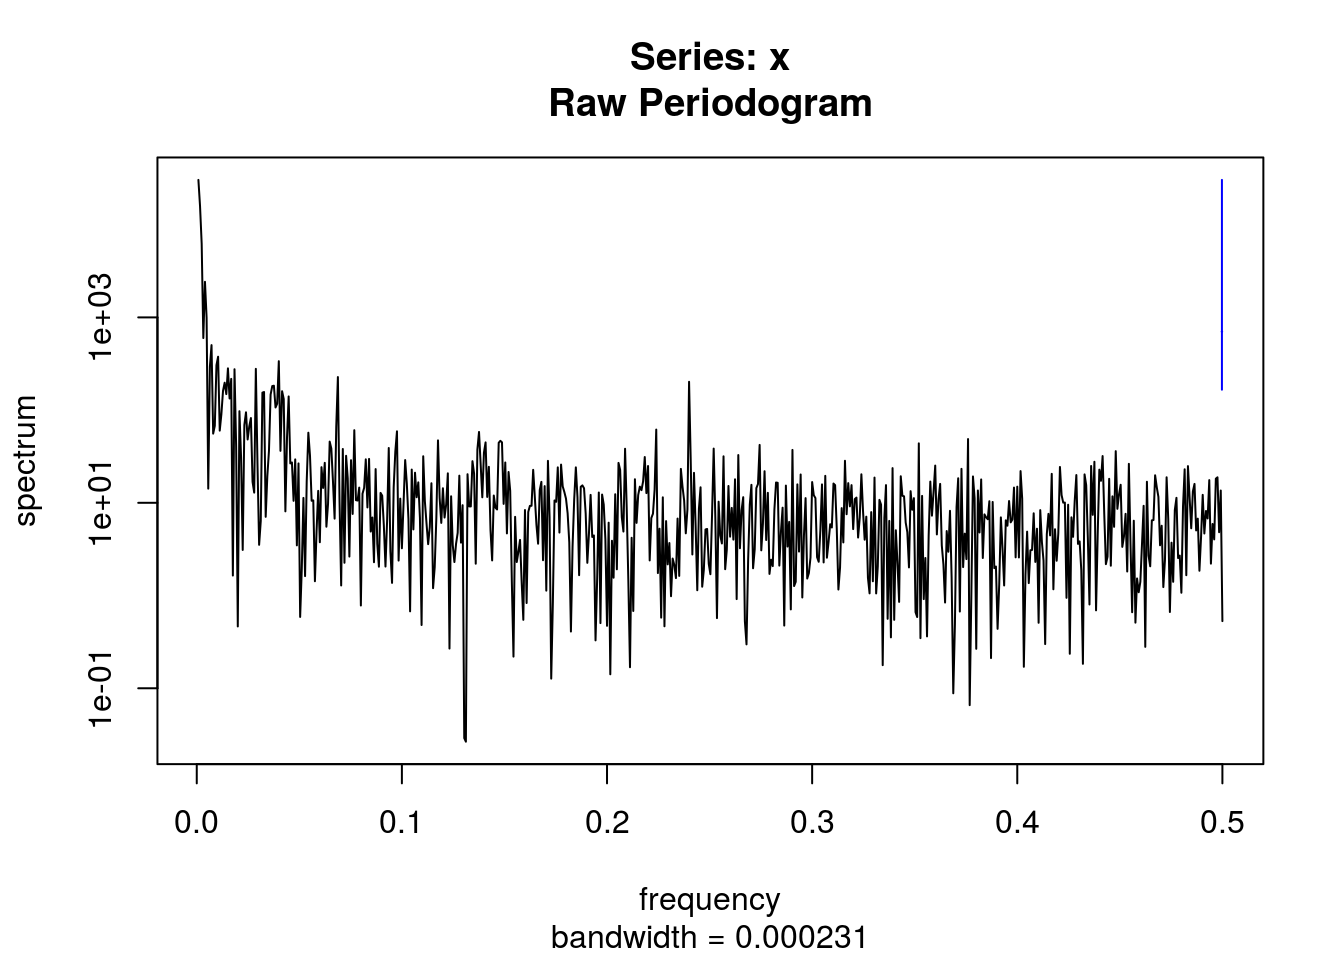 Series: x
Raw Periodogram
spectrum
1e+03
1e+01
1e-01
0.0 0.1 0.2 0.3 0.4 0.5
frequency
bandwidth = 0.000231